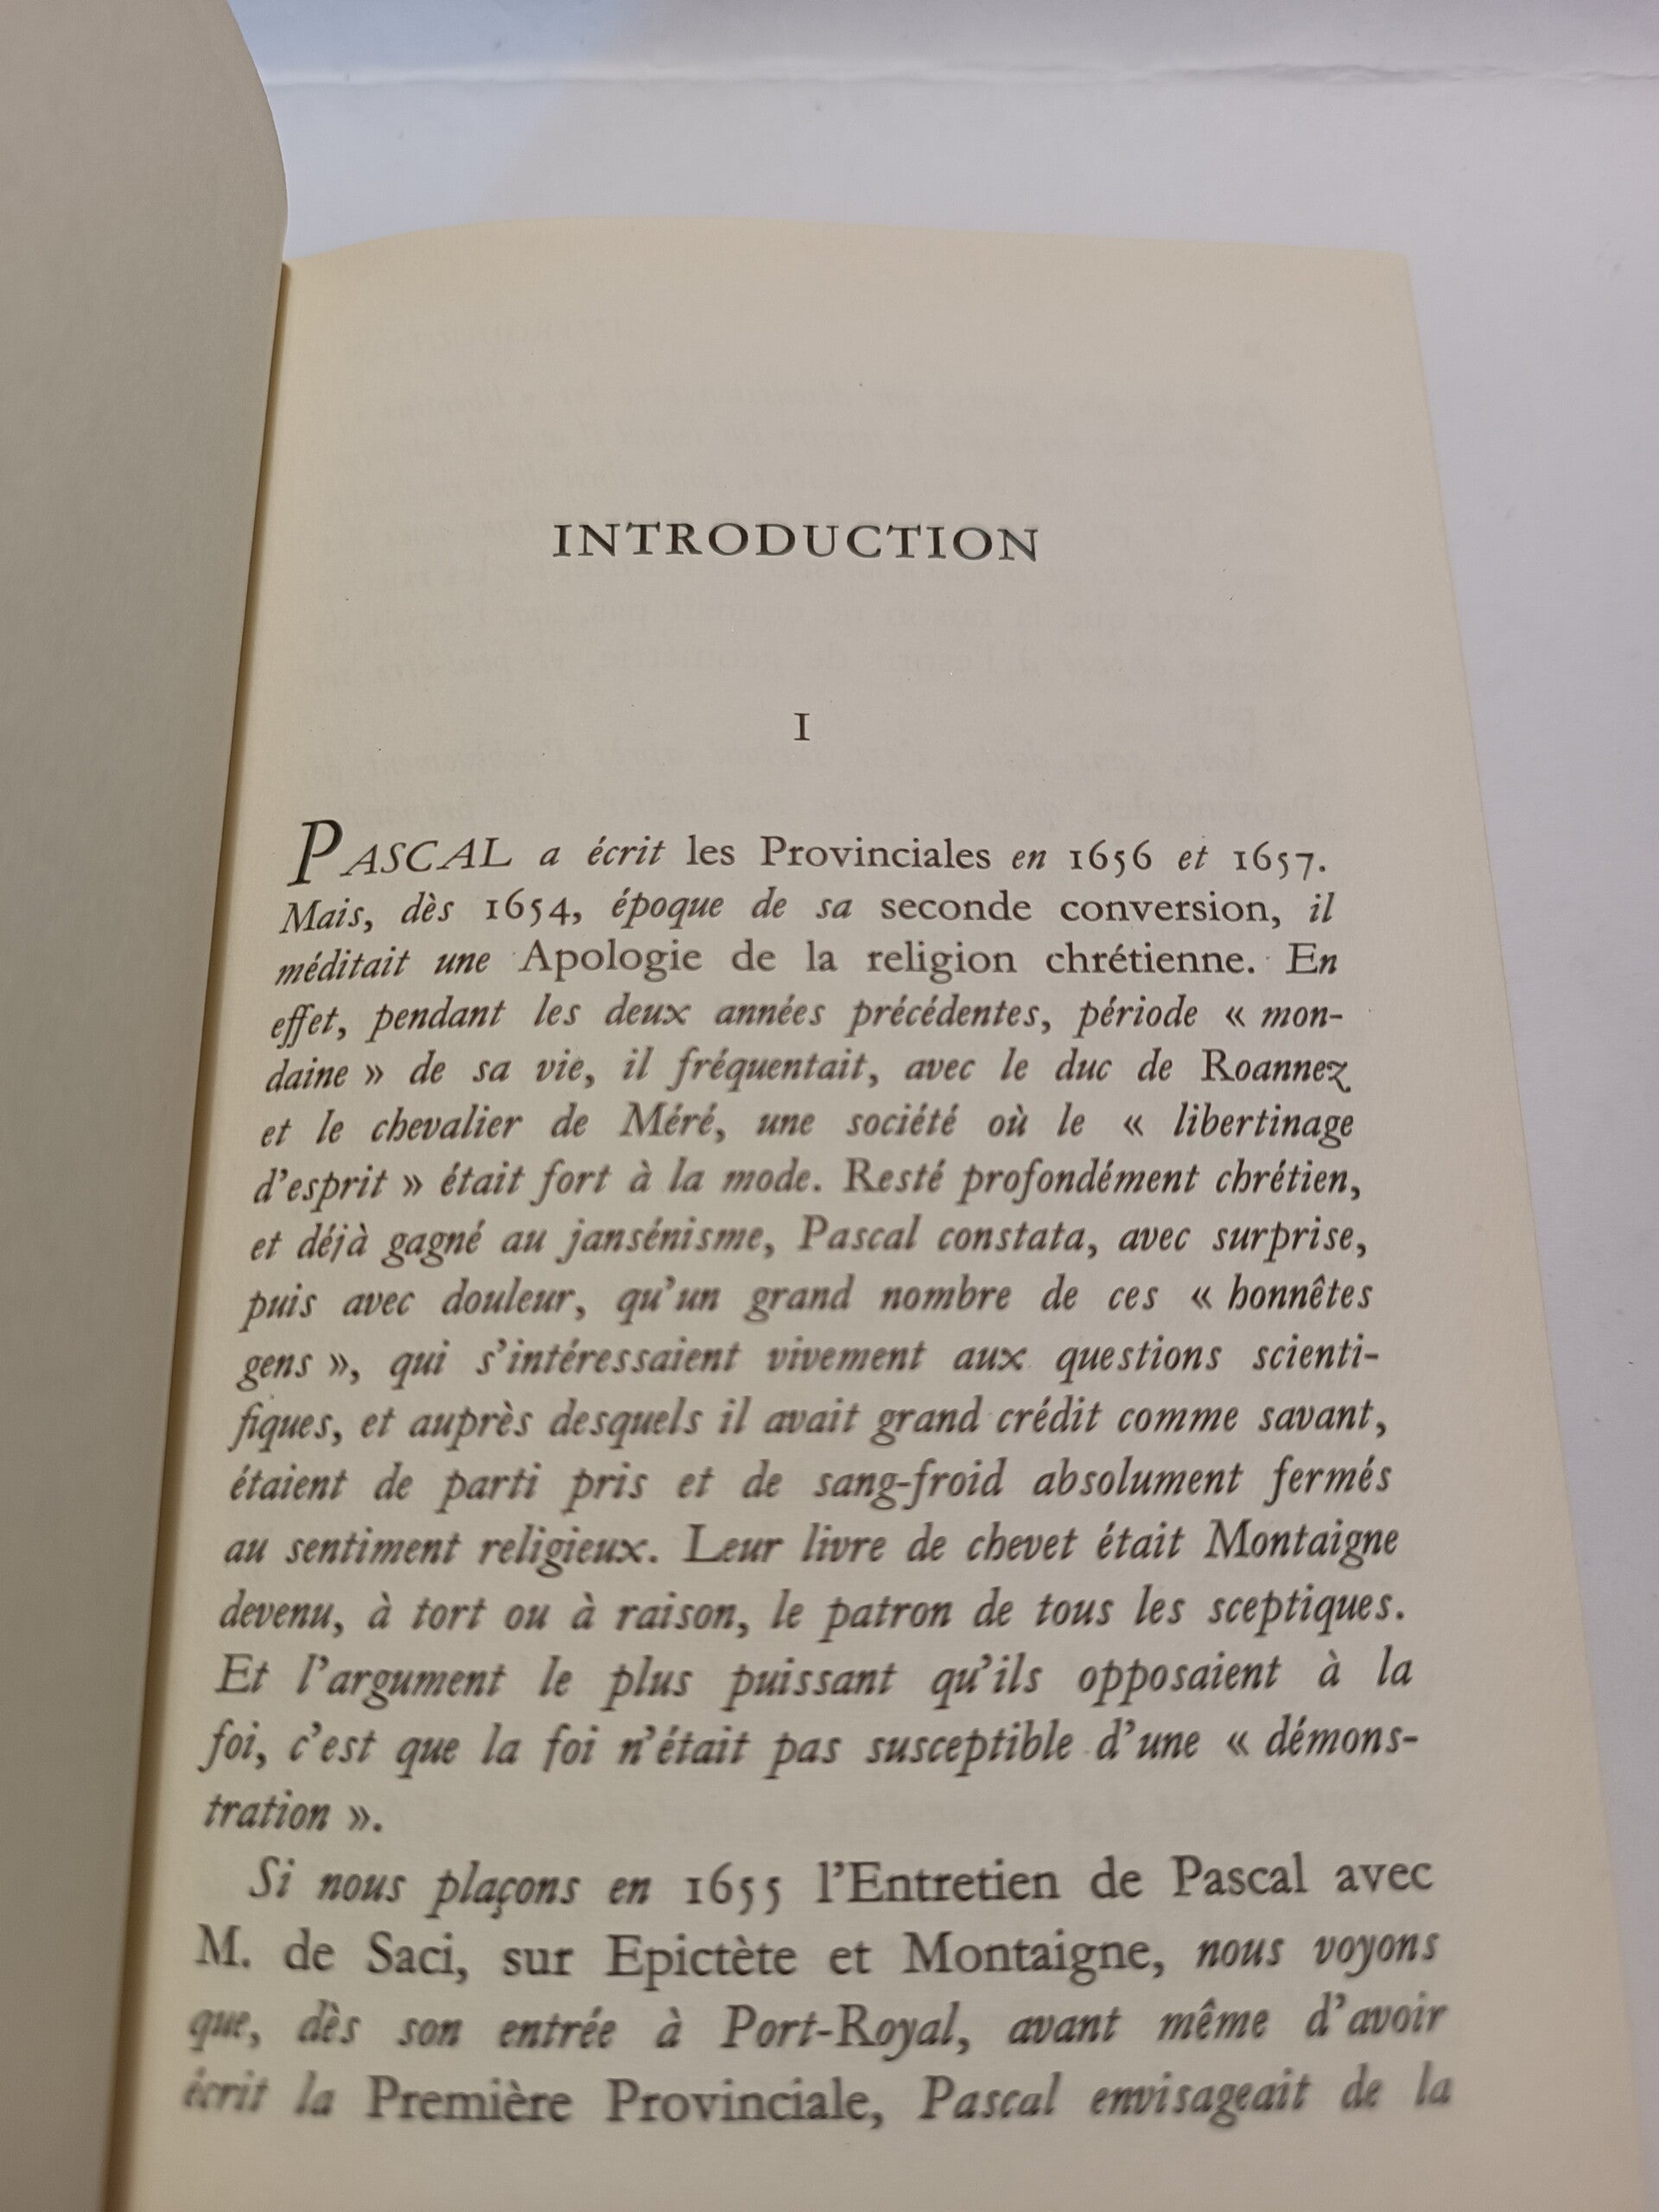 INTRODUCTION
I
PASCAL a écrit les Provinciales en 1656 et 1657.
Mais, dès 1654, époque de sa seconde conversion, il
méditait une Apologie de la religion chrétienne. En
effet, pendant les deux années précédentes, période « mon-
daine » de sa vie, il fréquentait, avec le duc de Roannez
et le chevalier de Méré, une société où le « libertinage
d'esprit » était fort à la mode. Resté profondément chrétien,
et déjà gagné au jansénisme, Pascal constata, avec surprise,
puis avec douleur, qu'un grand nombre de ces « honnêtes
gens », qui s'intéressaient vivement aux questions scienti-
fiques, et auprès desquels il avait grand crédit comme savant,
étaient de parti pris et de sang-froid absolument fermés
au sentiment religieux. Leur livre de chevet était Montaigne
devenu, à tort ou à raison, le patron de tous les sceptiques.
Et l'argument le plus puissant qu'ils opposaient à la
foi, c'est que la foi n'était pas susceptible d'une « démons-
tration ».
Si nous plaçons en 1655 l'Entretien de Pascal avec
M. de Saci, sur Epictète et Montaigne, nous voyons
que, dès son entrée à Port-Royal, avant même d'avoir
écrit la Première Provinciale, Pascal envisageait de la